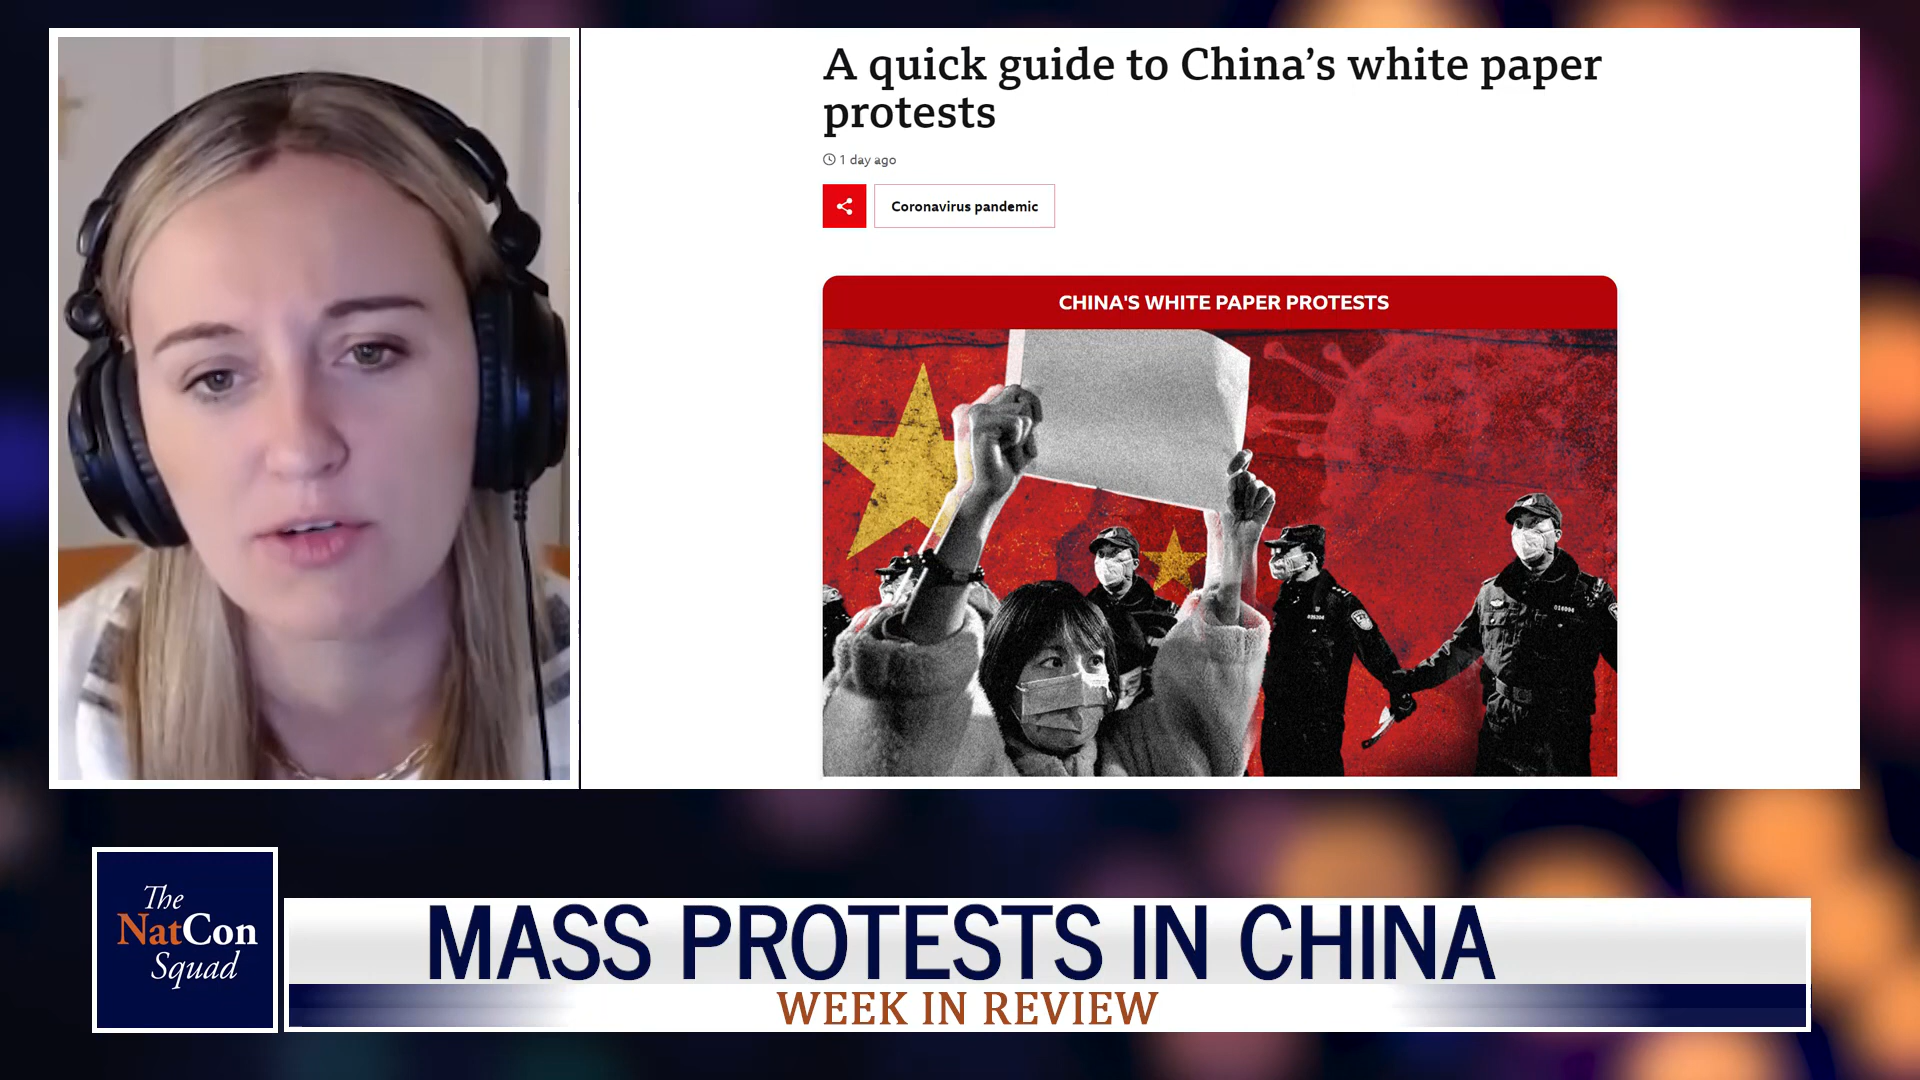 A quick guide to China’s white paper
protests
1 day ago
Coronavirus pandemic
CHINA'S WHITE PAPER PROTESTS
The
NatCon
Squad
MASS PROTESTS IN CHINA
WEEK IN REVIEW